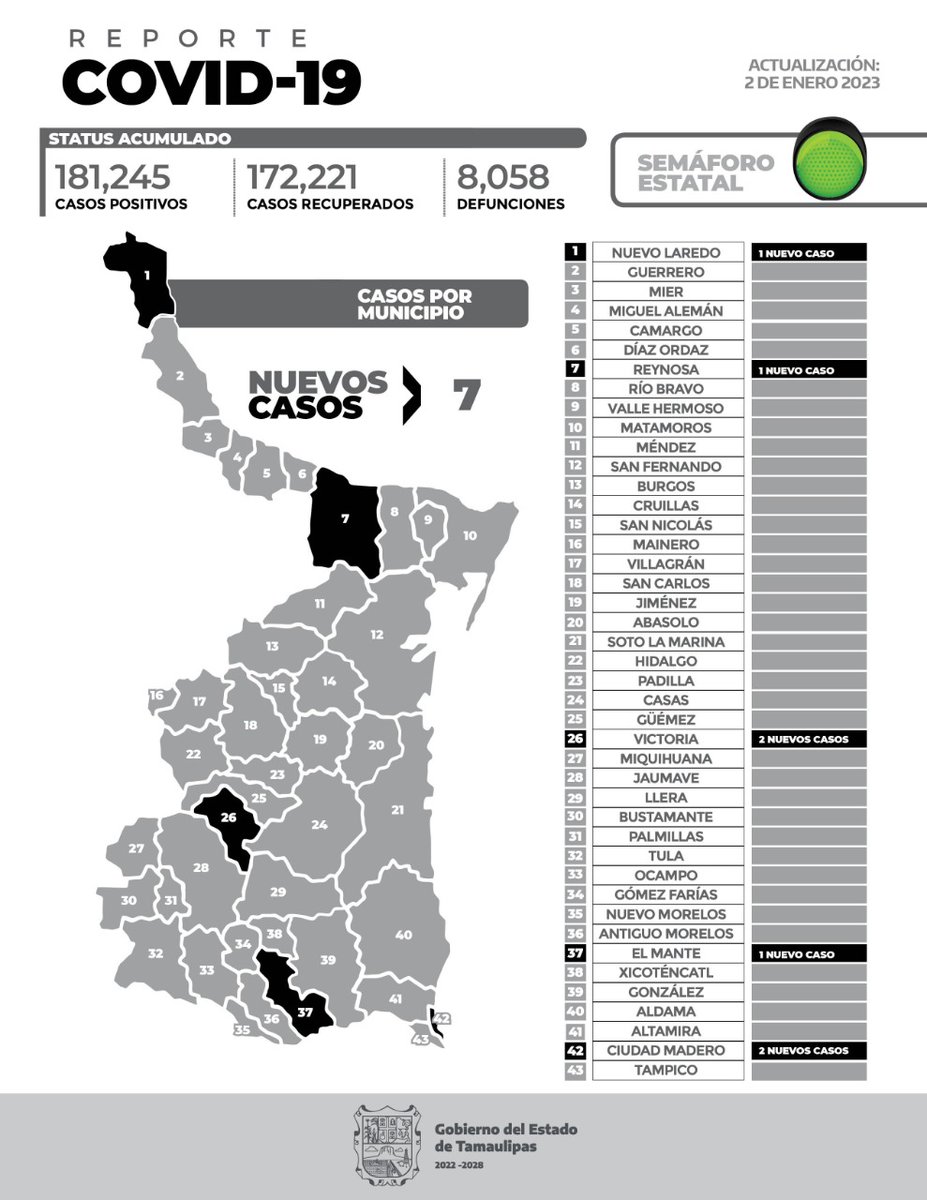 REPORTE
COVID-19
ACTUALIZACIÓN:
2 DE ENERO 2023
STATUS ACUMULADO
181,245
CASOS POSITIVOS
172,221
CASOS RECUPERADOS
8,058
DEFUNCIONES
SEMÁFORO
ESTATAL
CASOS POR
MUNICIPIO
NUEVOS
CASOS
7
1
2
3
4
5
6
7
8
9
10
11
12
13
14
15
16
17
18
19
20
21
22
23
24
25
26
27
28
29
30
31
32
33
34
35
36
37
38
39
40
41
42
43
1 NUEVO LAREDO 1 NUEVO CASO
2 GUERRERO
3 MIER
4 MIGUEL ALEMÁN
5 CAMARGO
6 DÍAZ ORDAZ
7 REYNOSA 1 NUEVO CASO
8 RÍO BRAVO
9 VALLE HERMOSO
10 MATAMOROS
11 MÉNDEZ
12 SAN FERNANDO
13 BURGOS
14 CRUILLAS
15 SAN NICOLÁS
16 MAINERO
17 VILLAGRÁN
18 SAN CARLOS
19 JIMÉNEZ
20 ABASOLO
21 SOTO LA MARINA
22 HIDALGO
23 PADILLA
24 CASAS
25 GÜÉMEZ
26 VICTORIA 2 NUEVOS CASOS
27 MIQUIHUANA
28 JAUMAVE
29 LLERA
30 BUSTAMANTE
31 PALMILLAS
32 TULA
33 OCAMPO
34 GÓMEZ FARÍAS
35 NUEVO MORELOS
36 ANTIGUO MORELOS
37 EL MANTE 1 NUEVO CASO
38 XICOTÉNCATL
39 GONZÁLEZ
40 ALDAMA
41 ALTAMIRA
42 CIUDAD MADERO 2 NUEVOS CASOS
43 TAMPICO
Gobierno del Estado
de Tamaulipas
2022 -2028